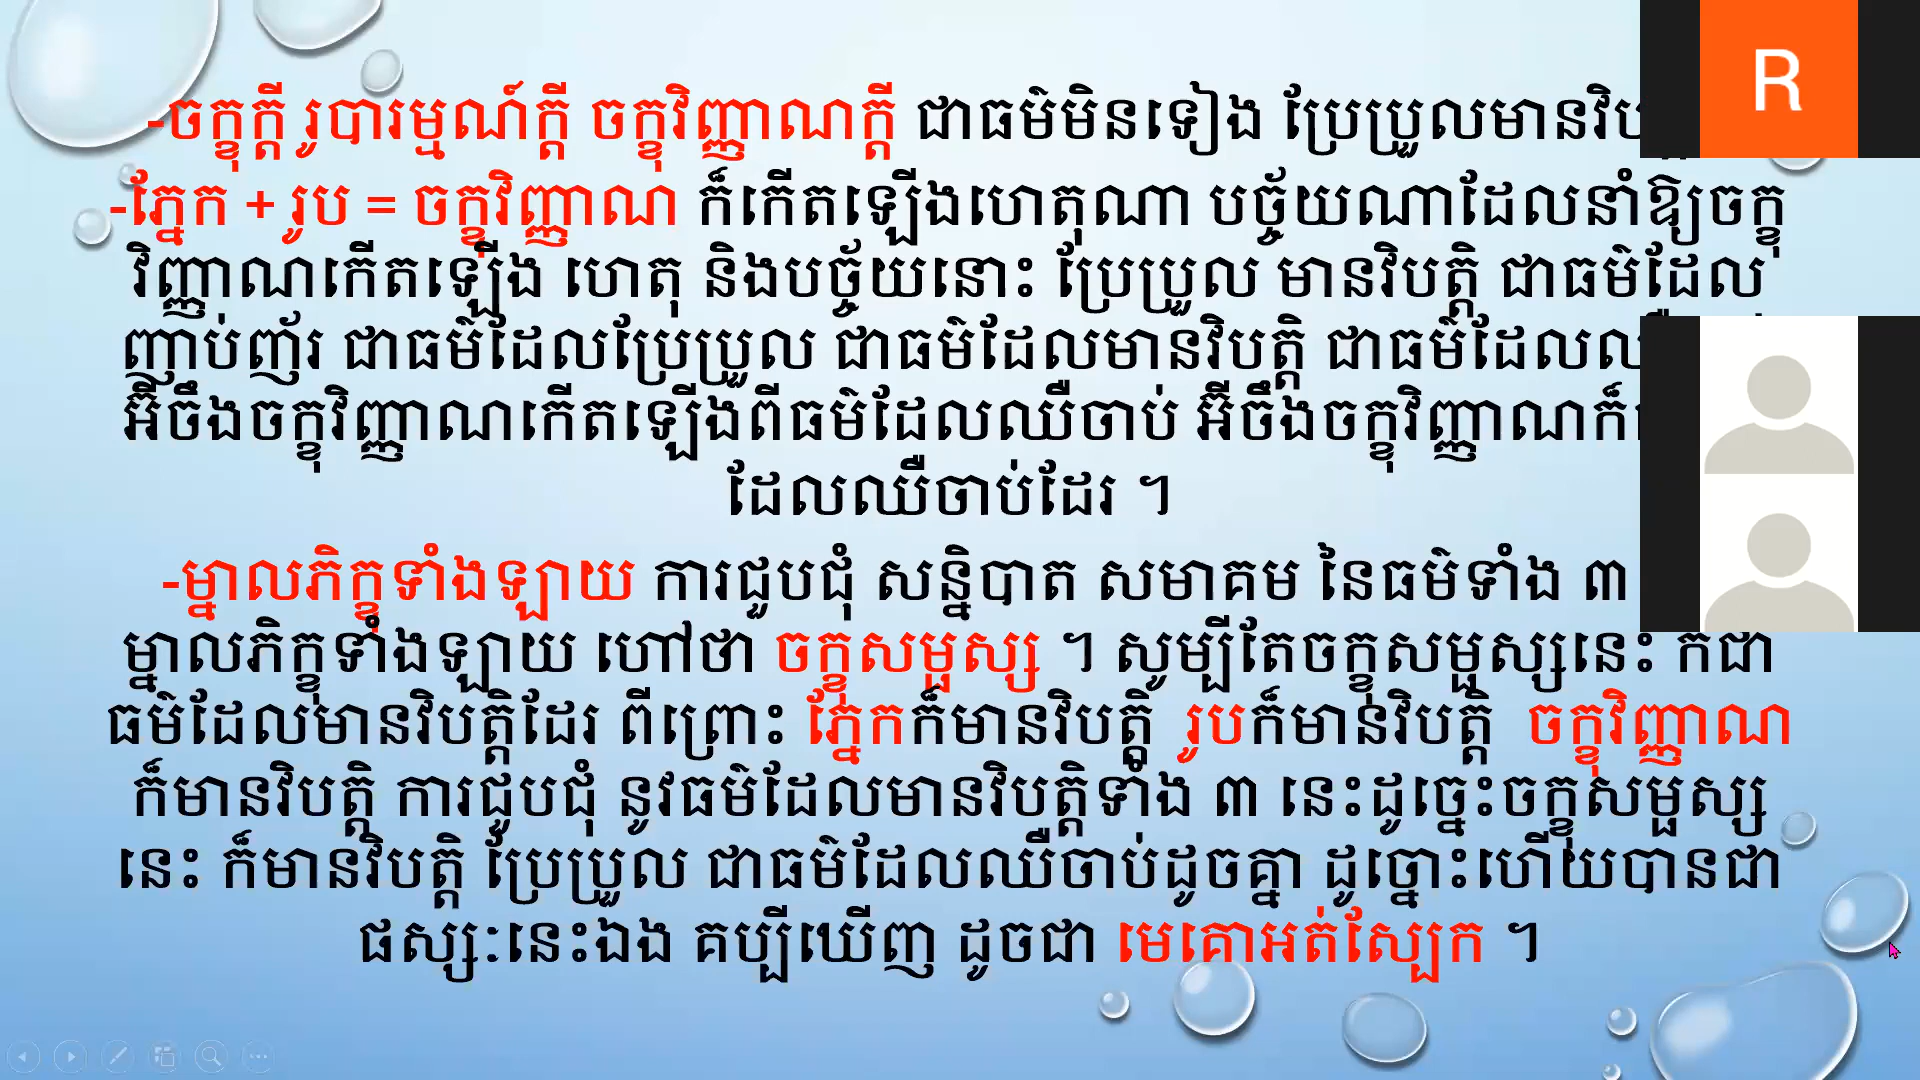 -ចក្ខុក្ដី រូបារម្មណ៍ក្ដី ចក្ខុវិញ្ញាណក្ដី ជាធម៌មិនទៀង ប្រែប្រួលមាន
R
-ភ្នែក + រូប = ចក្ខុវិញ្ញាណ ក៏កើតឡើងហេតុណា បច្ច័យណាដែលនាំឱ្យចក្ខុ
វិញ្ញាណកើតឡើង ហេតុ និងបច្ច័យនោះ ប្រែប្រួល មានវិបត្តិ ជាធម៌ដែល
ញាប់ញ័រ ជាធម៌ដែលប្រែប្រួល ជាធម៌ដែលមានវិបត្តិ
អ៊ីចឹងចក្ខុវិញ្ញាណកើតឡើងពីធម៌ដែលឈឺចាប់ អ៊ីចឹងចក្ខុវិញ្ញាណក៏
ដែលឈឺចាប់ដែរ ។
-ម្នាលភិក្ខុទាំងឡាយ ការជួបជុំ សន្និបាត សមាគម នៃធម៌ទាំង ៣
ម្នាលភិក្ខុទាំងឡាយ ហៅថា ចក្ខុសម្ផស្ស ។ សូម្បីតែចក្ខុសម្ផស្សនេះ ក៏ជា
ធម៌ដែលមានវិបត្តិដែរ ពីព្រោះ ភ្នែកក៏មានវិបត្តិ រូបក៏មានវិបត្តិ ចក្ខុវិញ្ញាណ
ក៏មានវិបត្តិ ការជួបជុំ នូវធម៌ដែលមានវិបត្តិទាំង ៣ នេះដូច្នេះចក្ខុសម្ផស្ស
នេះ ក៏មានវិបត្តិ ប្រែប្រួល ជាធម៌ដែលឈឺចាប់ដូចគ្នា ដូច្នោះហើយបានជា
ផស្សៈនេះឯង គប្បីឃើញ ដូចជា មេគោអត់ស្បែក ។